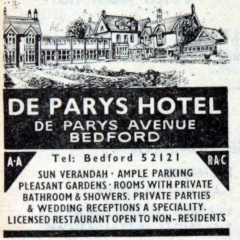 DE PARYS HOTEL
DE PARYS AVENUE
BEDFORD
A·A Tel: Bedford 52121 R·A·C
SUN VERANDAH · AMPLE PARKING
PLEASANT GARDENS · ROOMS WITH PRIVATE
BATHROOM & SHOWERS. PRIVATE PARTIES
& WEDDING RECEPTIONS A SPECIALITY.
LICENSED RESTAURANT OPEN TO NON-RESIDENTS